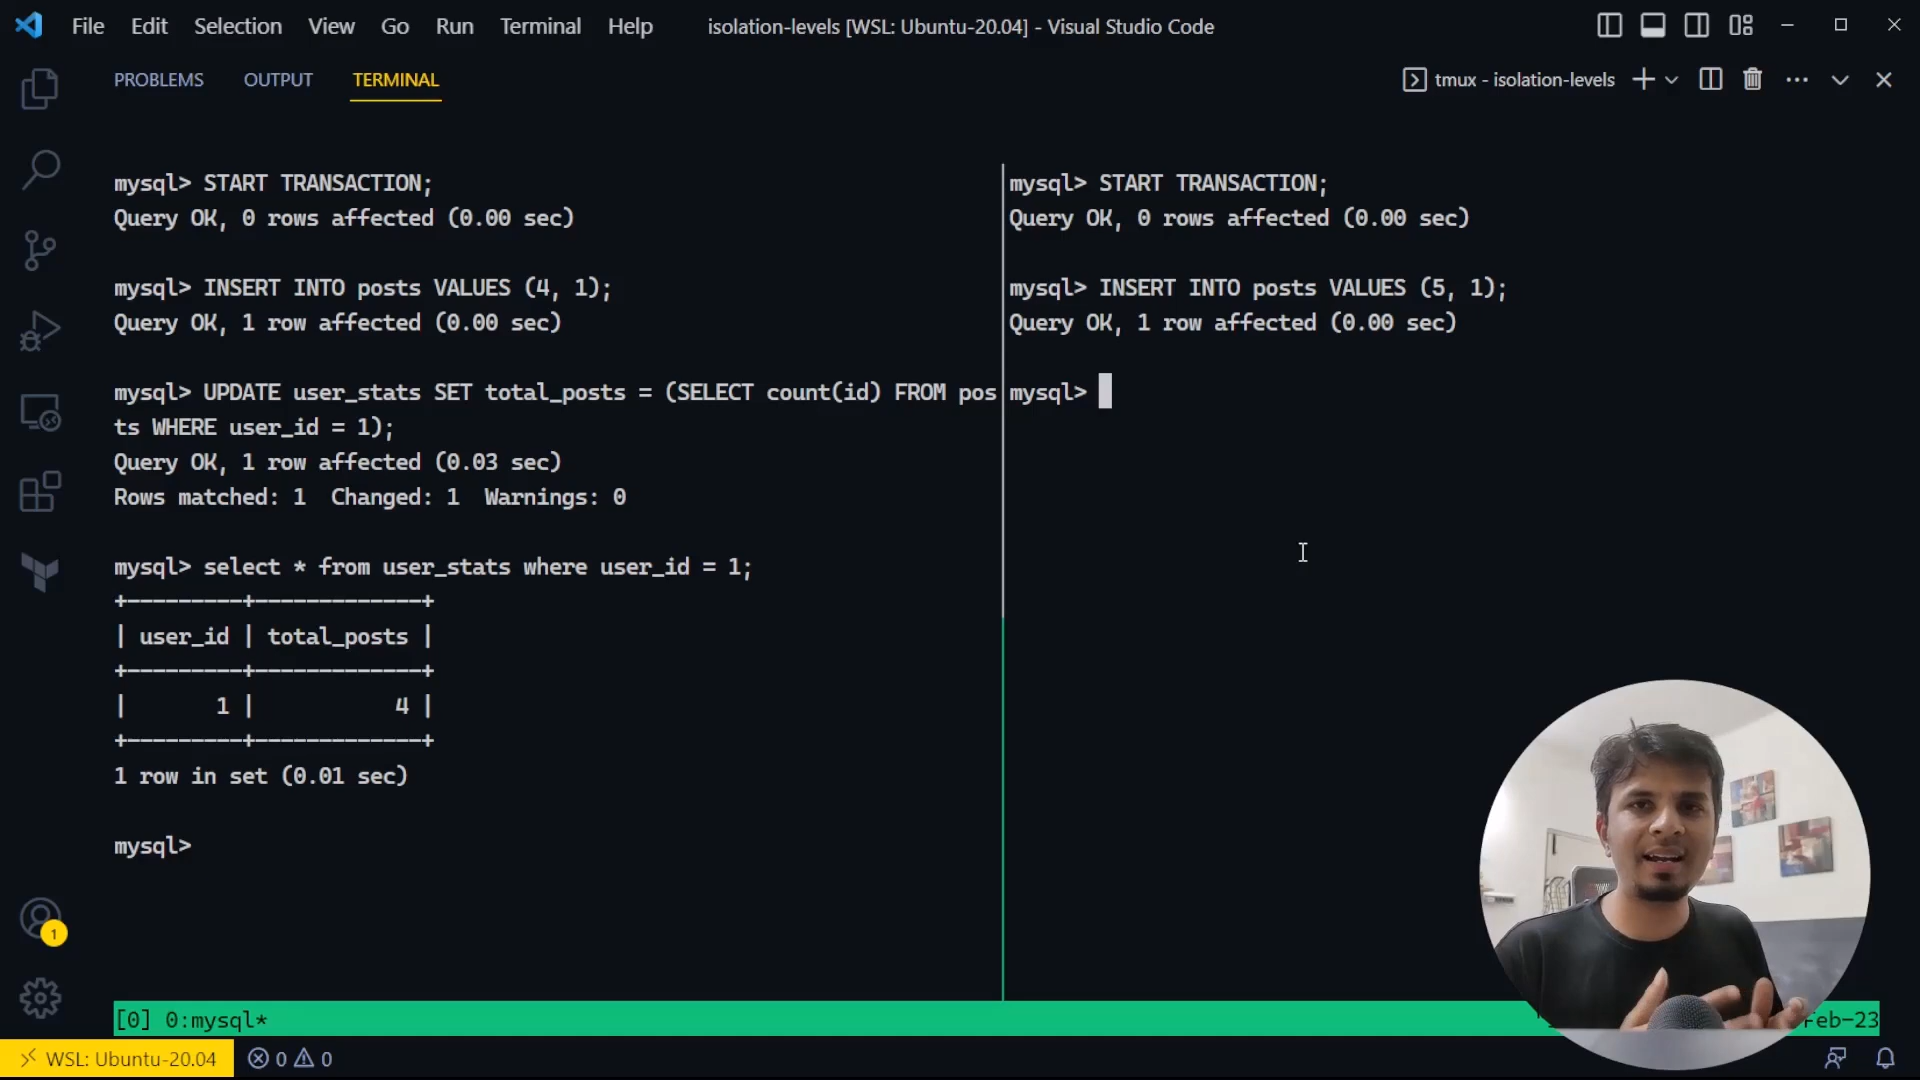 File Edit Selection View Go Run Terminal Help
isolation-levels [WSL: Ubuntu-20.04] - Visual Studio Code
PROBLEMS OUTPUT TERMINAL
tmux - isolation-levels
mysql> START TRANSACTION;
Query OK, 0 rows affected (0.00 sec)
mysql> INSERT INTO posts VALUES (4, 1);
Query OK, 1 row affected (0.00 sec)
mysql> UPDATE user_stats SET total_posts = (SELECT count(id) FROM pos
ts WHERE user_id = 1);
Query OK, 1 row affected (0.03 sec)
Rows matched: 1  Changed: 1  Warnings: 0
mysql> select * from user_stats where user_id = 1;
+---------+-------------+
| user_id | total_posts |
+---------+-------------+
|       1 |           4 |
+---------+-------------+
1 row in set (0.01 sec)
mysql>
mysql> START TRANSACTION;
Query OK, 0 rows affected (0.00 sec)
mysql> INSERT INTO posts VALUES (5, 1);
Query OK, 1 row affected (0.00 sec)
mysql>
1
[0] 0:mysql*
Feb-23
WSL: Ubuntu-20.04
0 0